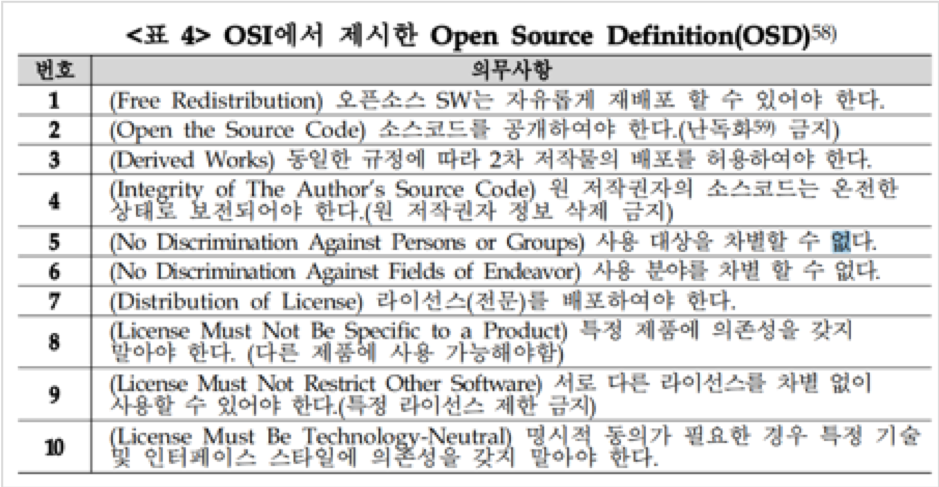 <표 4> OSI에서 제시한 Open Source Definition(OSD)58)
번호 의무사항
1 (Free Redistribution) 오픈소스 SW는 자유롭게 재배포 할 수 있어야 한다.
2 (Open the Source Code) 소스코드를 공개하여야 한다.(난독화59) 금지)
3 (Derived Works) 동일한 규정에 따라 2차 저작물의 배포를 허용하여야 한다.
4 (Integrity of The Author's Source Code) 원 저작권자의 소스코드는 온전한
상태로 보전되어야 한다.(원 저작권자 정보 삭제 금지)
5 (No Discrimination Against Persons or Groups) 사용 대상을 차별할 수 없다.
6 (No Discrimination Against Fields of Endeavor) 사용 분야를 차별 할 수 없다.
7 (Distribution of License) 라이선스(전문)를 배포하여야 한다.
8 (License Must Not Be Specific to a Product) 특정 제품에 의존성을 갖지
말아야 한다. (다른 제품에 사용 가능해야함)
9 (License Must Not Restrict Other Software) 서로 다른 라이선스를 차별 없이
사용할 수 있어야 한다.(특정 라이선스 제한 금지)
10 (License Must Be Technology-Neutral) 명시적 동의가 필요한 경우 특정 기술
및 인터페이스 스타일에 의존성을 갖지 말아야 한다.